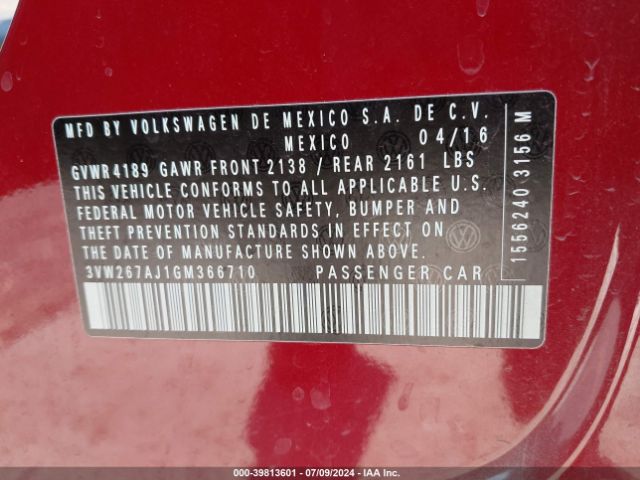 MFD BY VOLKSWAGEN DE MEXICO S.A. DE C.V.
MEXICO 04/16
GVWR 4189 GAWR FRONT 2138 / REAR 2161 LBS
THIS VEHICLE CONFORMS TO ALL APPLICABLE U.S.
FEDERAL MOTOR VEHICLE SAFETY, BUMPER AND
THEFT PREVENTION STANDARDS IN EFFECT ON
THE DATE OF MANUFACTURE SHOWN ABOVE.
3VW267AJ1GM366710 PASSENGER CAR
1556240 3156 M
000-39813601 - 07/09/2024 - IAA Inc.